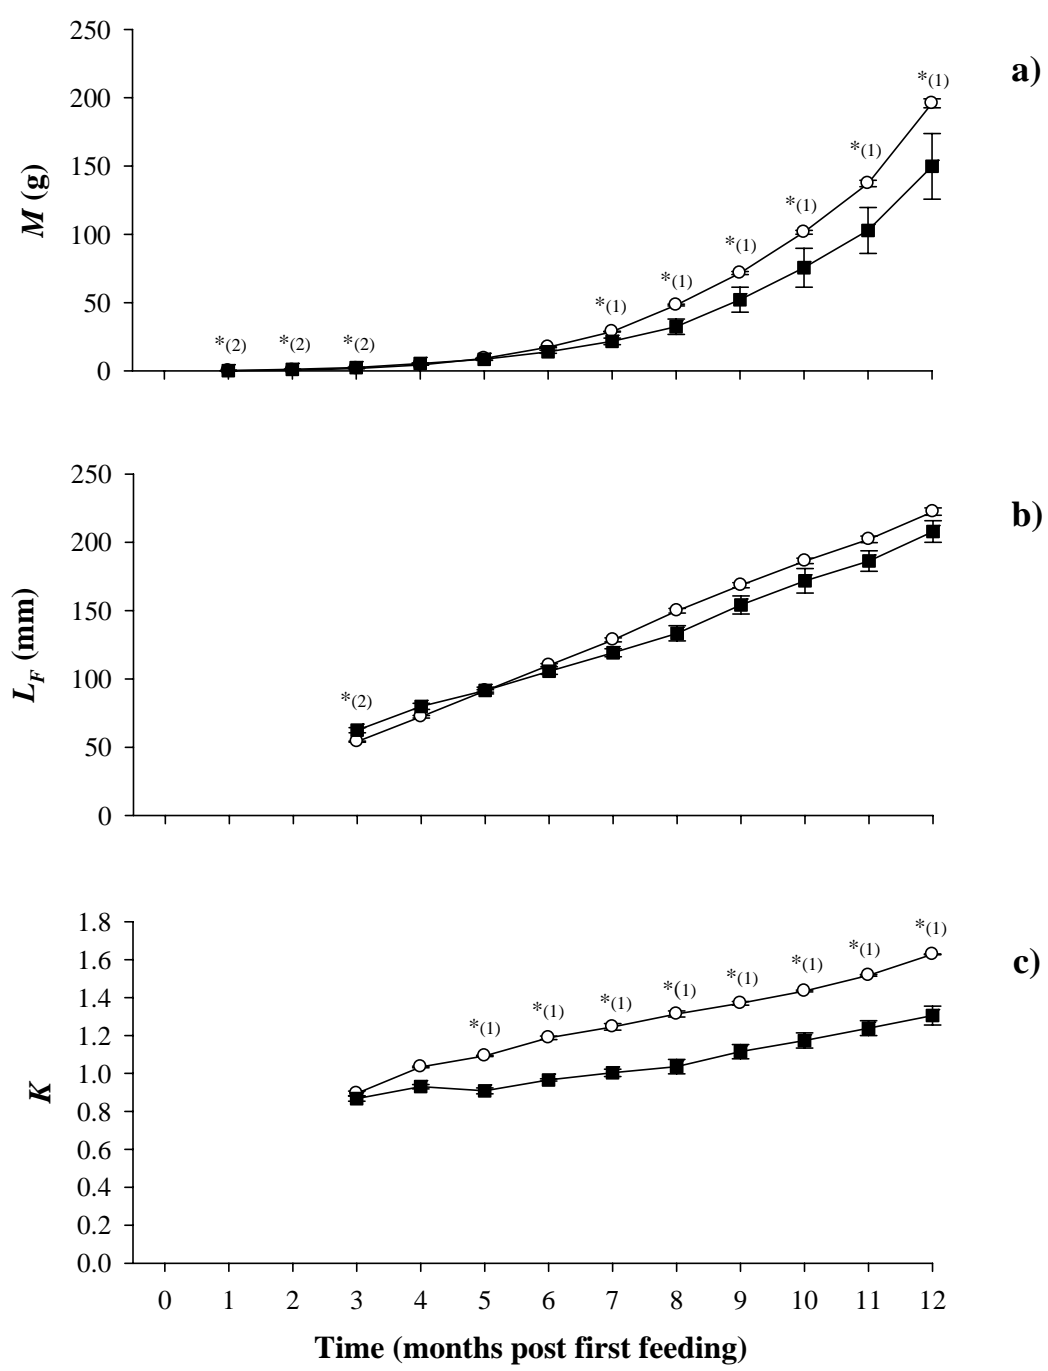 250
200
150
100
50
0
M (g)
*(2) *(2) *(2) *(1) *(1) *(1) *(1) *(1) *(1)
a)
250
200
150
100
50
0
L_F (mm)
*(2)
b)
1.8
1.6
1.4
1.2
1.0
0.8
0.6
0.4
0.2
0.0
K
*(1) *(1) *(1) *(1) *(1) *(1) *(1) *(1)
c)
0 1 2 3 4 5 6 7 8 9 10 11 12
Time (months post first feeding)